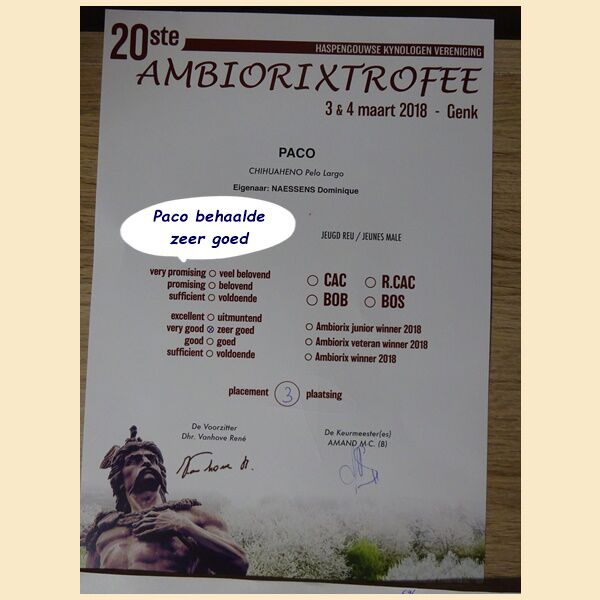 20ste
HASPENGOUWSE KYNOLOGEN VERENIGING
AMBIORIXTROFEE
3 & 4 maart 2018 - Genk
PACO
CHIHUAHENO Pelo Largo
Eigenaar: NAESSENS Dominique
Paco behaalde
zeer goed
JEUGD REU / JEUNES MALE
very promising veel belovend
promising belovend
sufficient voldoende
CAC R.CAC
BOB BOS
excellent uitmuntend
very good zeer goed
good goed
sufficient voldoende
Ambiorix junior winner 2018
Ambiorix veteran winner 2018
Ambiorix winner 2018
placement 3 plaatsing
De Voorzitter
Dhr. Vanhove René
De Keurmeester(es)
AMAND M.C. (B)
Vanhove R.